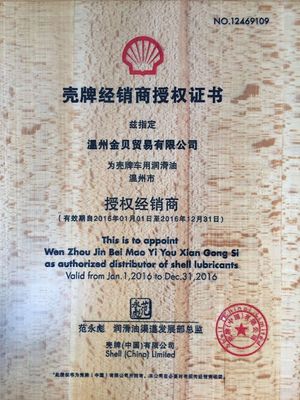 NO.12469109
壳牌经销商授权证书
兹指定
温州金贝贸易有限公司
为壳牌车用润滑油
温州市
授权经销商
(有效期自2016年01月01日至2016年12月31日)
This is to appoint
Wen Zhou Jin Bei Mao Yi You Xian Gong Si
as authorized distributor of shell lubricants
Valid from Jan.1,2016 to Dec.31,2016
范永彪 润滑油渠道发展部总监
壳牌(中国)有限公司
Shell (China) Limited